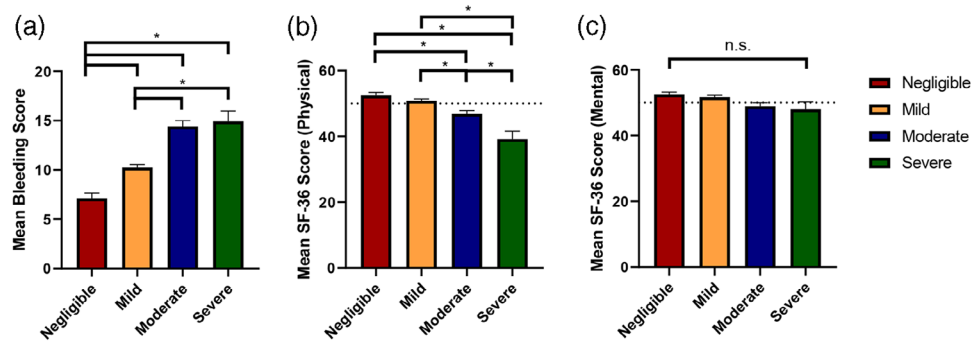 (a)
Mean Bleeding Score
20
15
10
5
0
*
*
Negligible
Mild
Moderate
Severe
(b)
Mean SF-36 Score (Physical)
60
40
20
0
*
*
*
*
*
Negligible
Mild
Moderate
Severe
(c)
Mean SF-36 Score (Mental)
60
40
20
0
n.s.
Negligible
Mild
Moderate
Severe
Negligible
Mild
Moderate
Severe